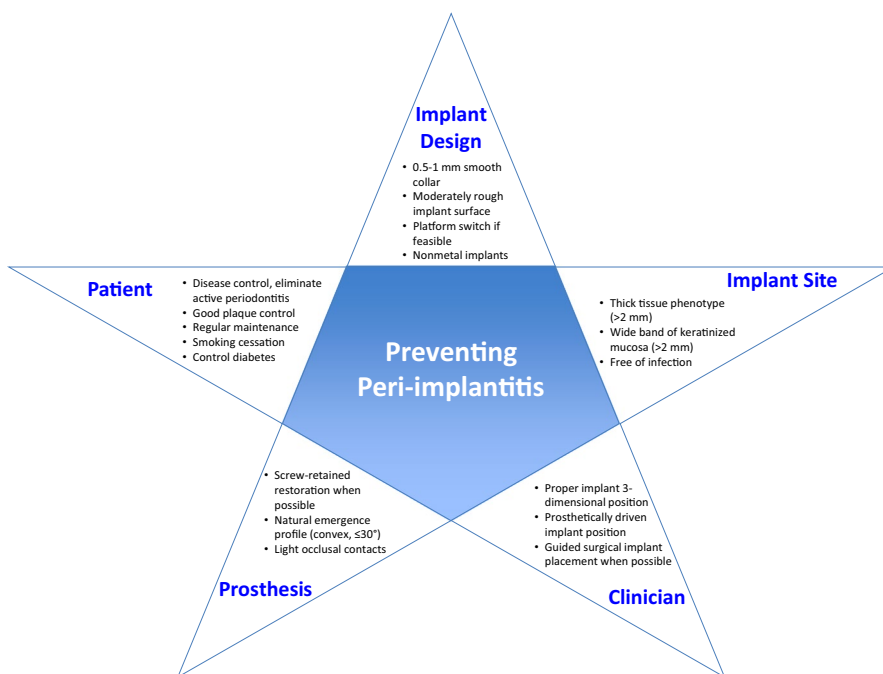 Implant
Design
• 0.5-1 mm smooth
collar
• Moderately rough
implant surface
• Platform switch if
feasible
• Nonmetal implants
Patient
• Disease control, eliminate
active periodontitis
• Good plaque control
• Regular maintenance
• Smoking cessation
• Control diabetes
Implant Site
• Thick tissue phenotype
(>2 mm)
• Wide band of keratinized
mucosa (>2 mm)
• Free of infection
Preventing
Peri-implantitis
• Screw-retained
restoration when
possible
• Natural emergence
profile (convex, ≤30°)
• Light occlusal contacts
Prosthesis
• Proper implant 3-
dimensional position
• Prosthetically driven
implant position
• Guided surgical implant
placement when possible
Clinician